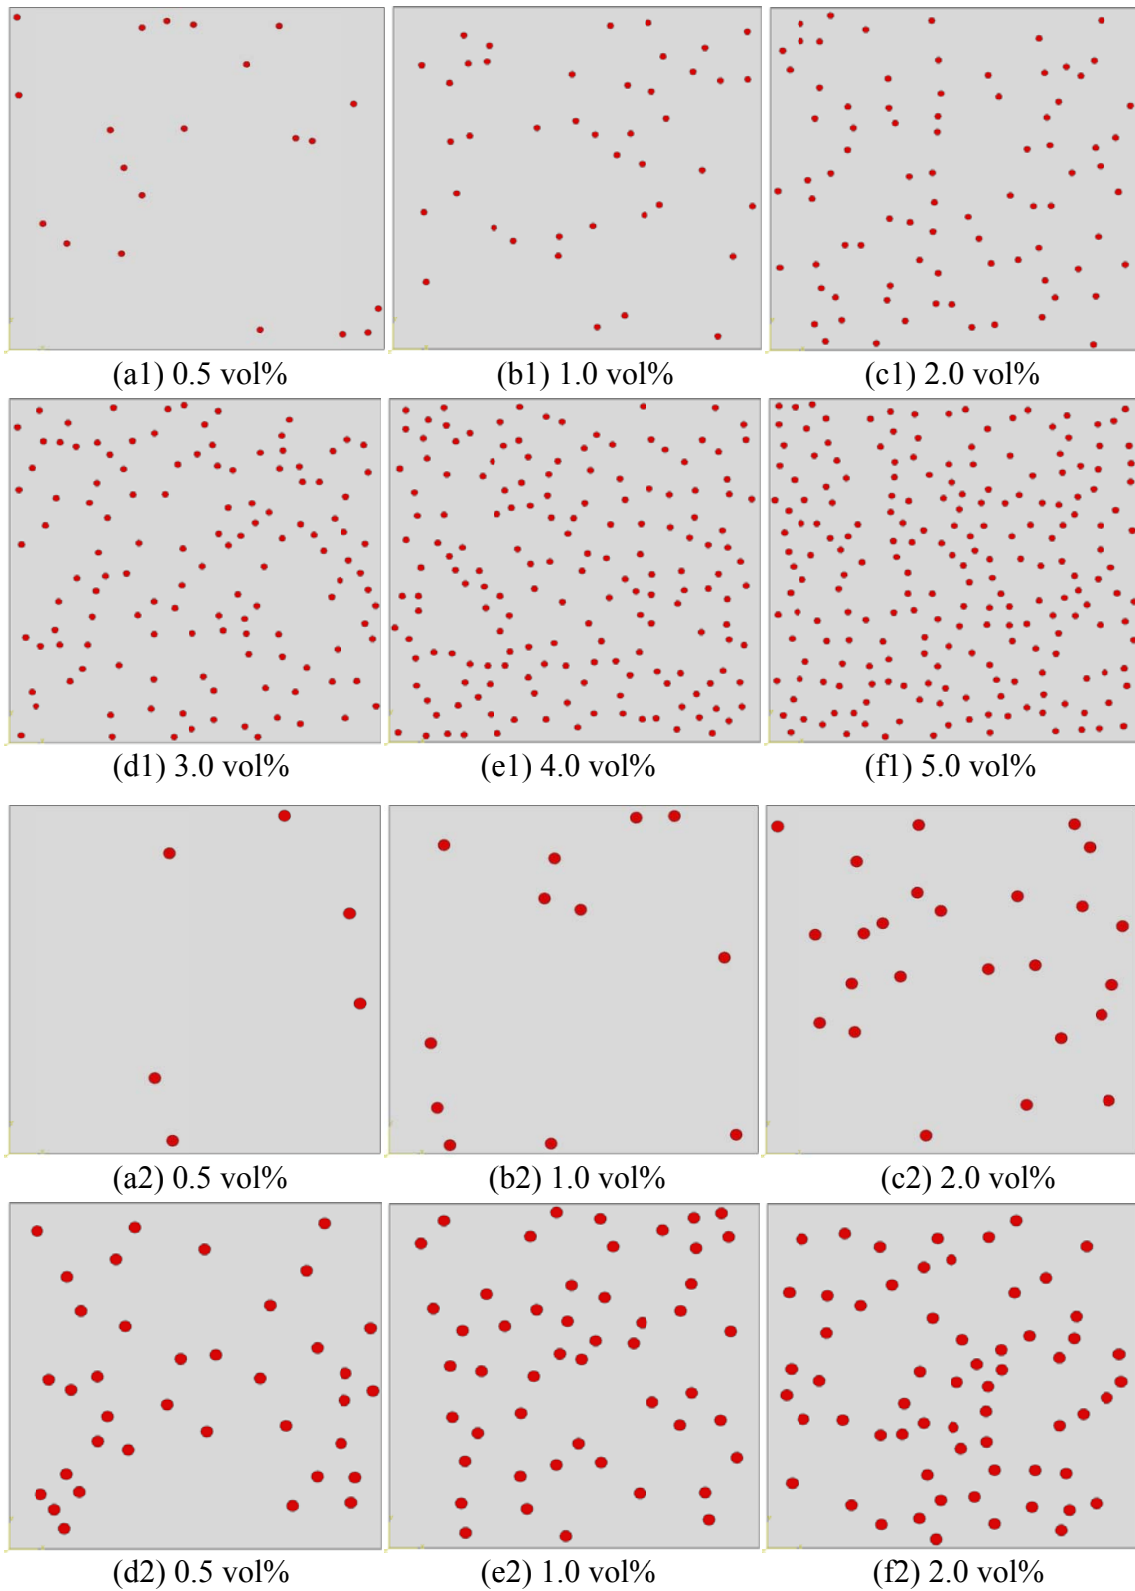 (a1) 0.5 vol% (b1) 1.0 vol% (c1) 2.0 vol%
(d1) 3.0 vol% (e1) 4.0 vol% (f1) 5.0 vol%
(a2) 0.5 vol% (b2) 1.0 vol% (c2) 2.0 vol%
(d2) 0.5 vol% (e2) 1.0 vol% (f2) 2.0 vol%